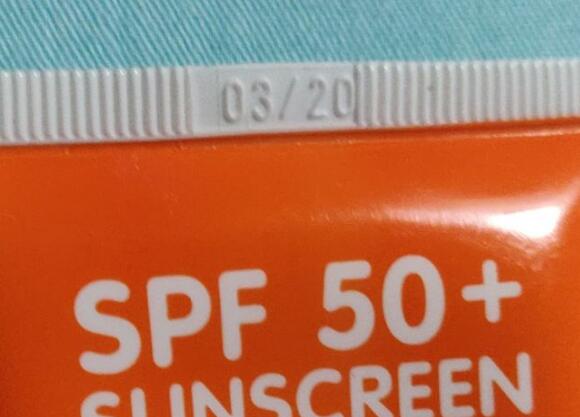 03/20
SPF 50+
SUNSCREEN